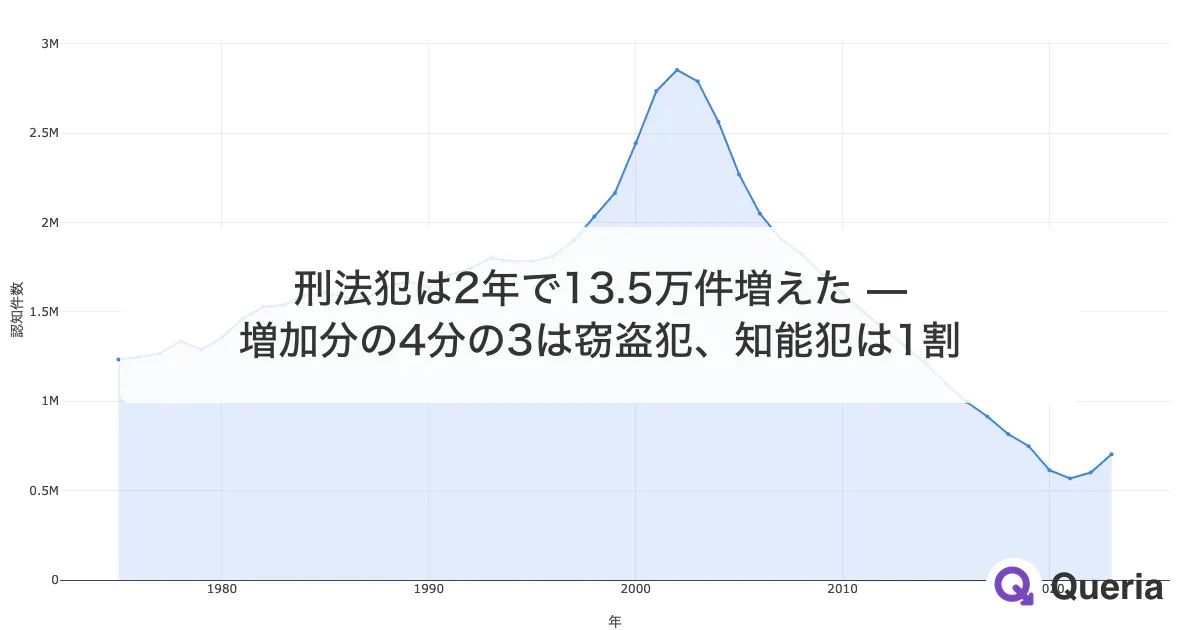 3M
2.5M
2M
1.5M
1M
0.5M
0
認知件数
刑法犯は2年で13.5万件増えた —
増加分の4分の3は窃盗犯、知能犯は1割
1980
1990
2000
2010
年
Queria